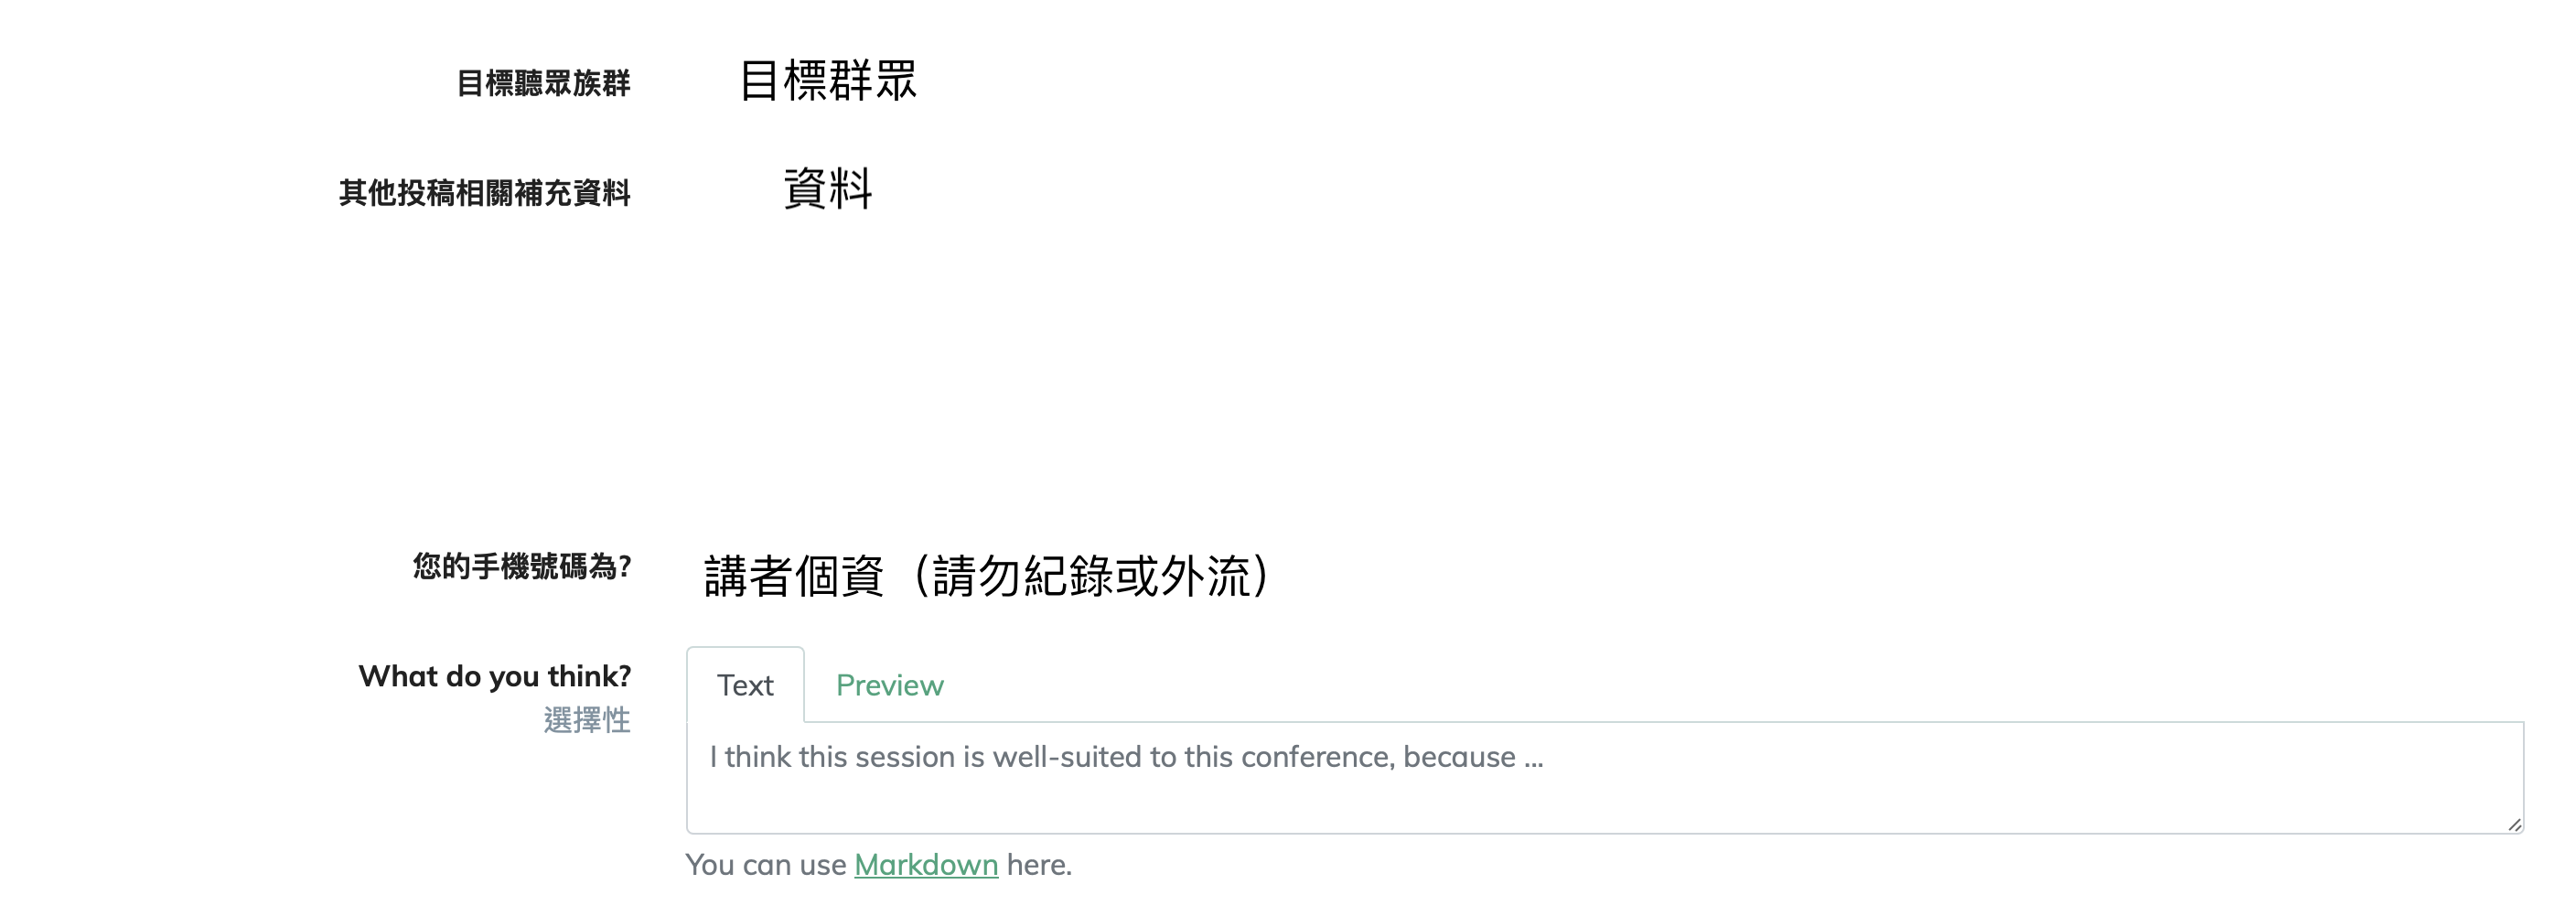 目標聽眾族群 目標群眾
其他投稿相關補充資料 資料
您的手機號碼為? 講者個資（請勿紀錄或外流）
What do you think?
選擇性
Text Preview
I think this session is well-suited to this conference, because ...
You can use Markdown here.